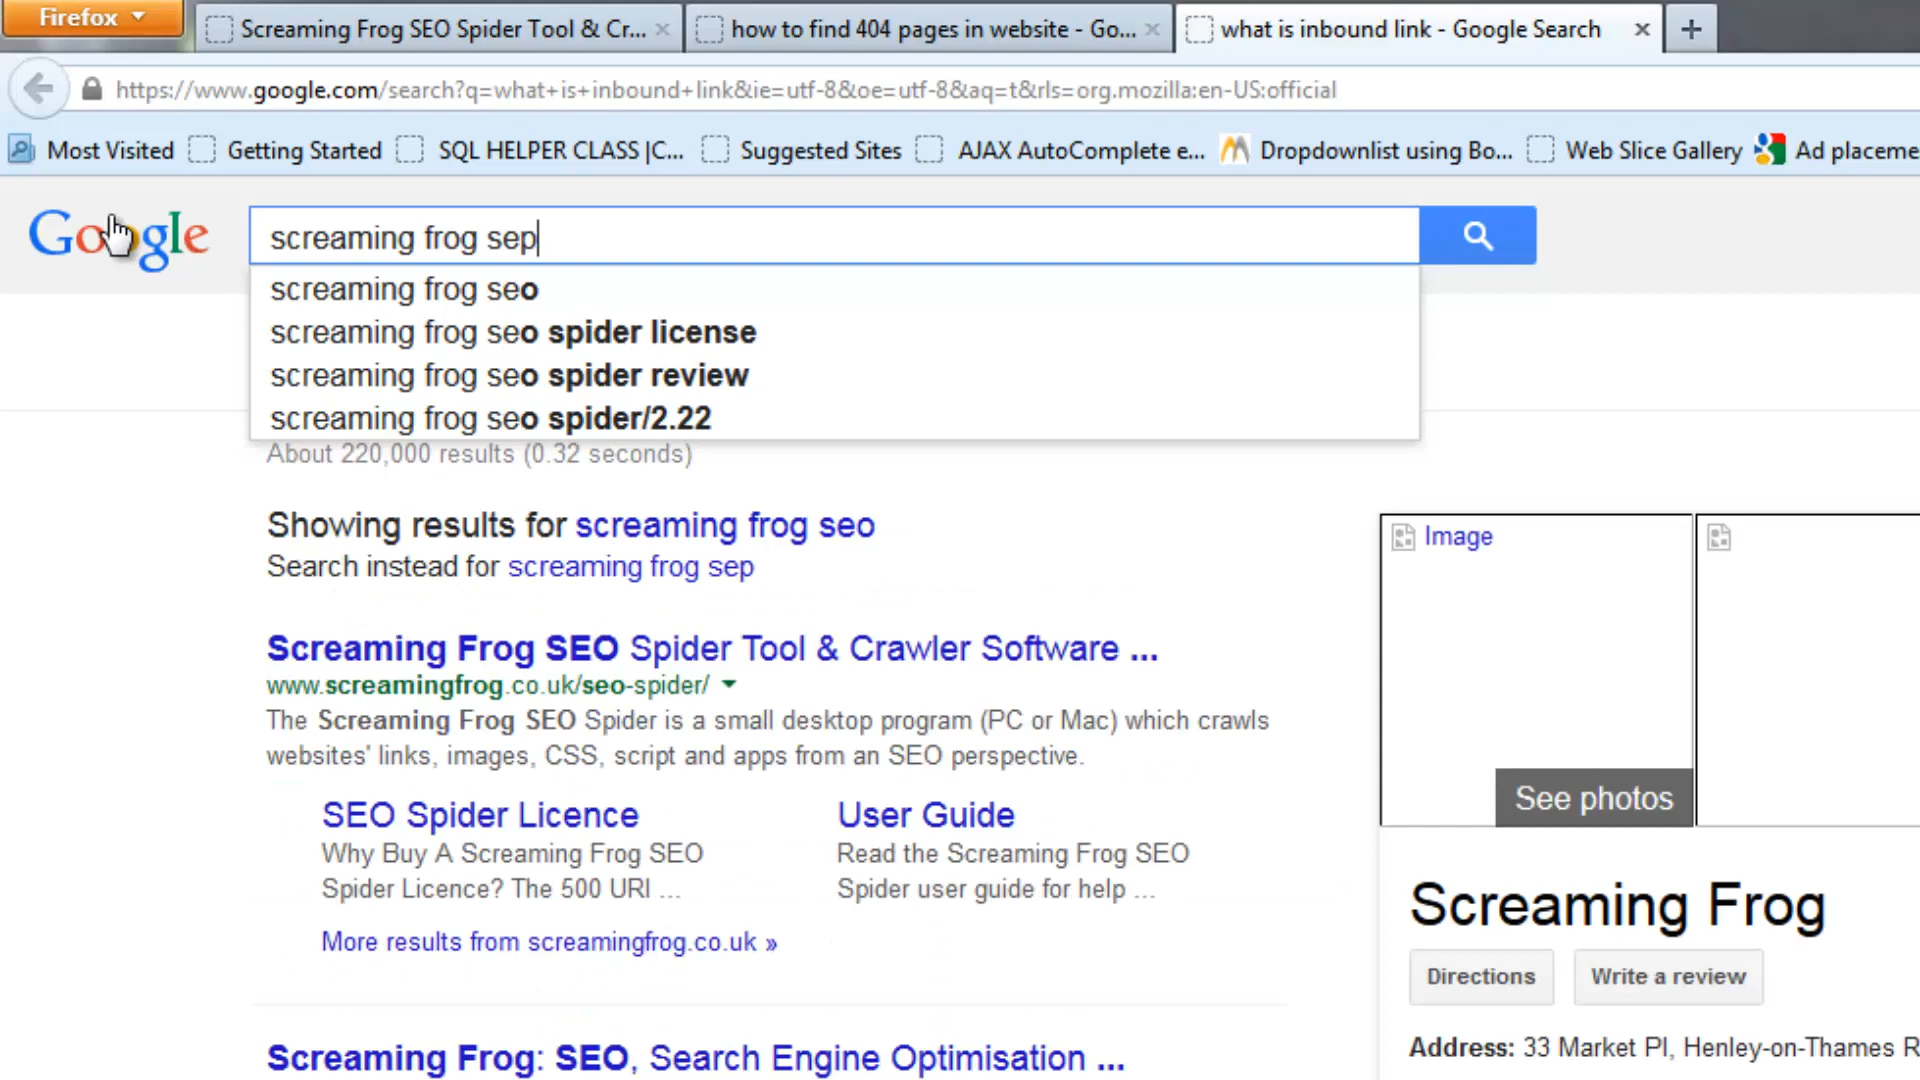 Firefox
Screaming Frog SEO Spider Tool & Cr...
how to find 404 pages in website - Go...
what is inbound link - Google Search
https://www.google.com/search?q=what+is+inbound+link&ie=utf-8&oe=utf-8&aq=t&rls=org.mozilla:en-US:official
Most Visited
Getting Started
SQL HELPER CLASS |C...
Suggested Sites
AJAX AutoComplete e...
Dropdownlist using Bo...
Web Slice Gallery
Ad placeme
Google
screaming frog sep
screaming frog seo
screaming frog seo spider license
screaming frog seo spider review
screaming frog seo spider/2.22
About 220,000 results (0.32 seconds)
Showing results for screaming frog seo
Search instead for screaming frog sep
Screaming Frog SEO Spider Tool & Crawler Software ...
www.screamingfrog.co.uk/seo-spider/
The Screaming Frog SEO Spider is a small desktop program (PC or Mac) which crawls
websites' links, images, CSS, script and apps from an SEO perspective.
SEO Spider Licence
Why Buy A Screaming Frog SEO
Spider Licence? The 500 URI ...
User Guide
Read the Screaming Frog SEO
Spider user guide for help ...
More results from screamingfrog.co.uk »
Screaming Frog: SEO, Search Engine Optimisation ...
Image
See photos
Screaming Frog
Directions
Write a review
Address: 33 Market Pl, Henley-on-Thames R